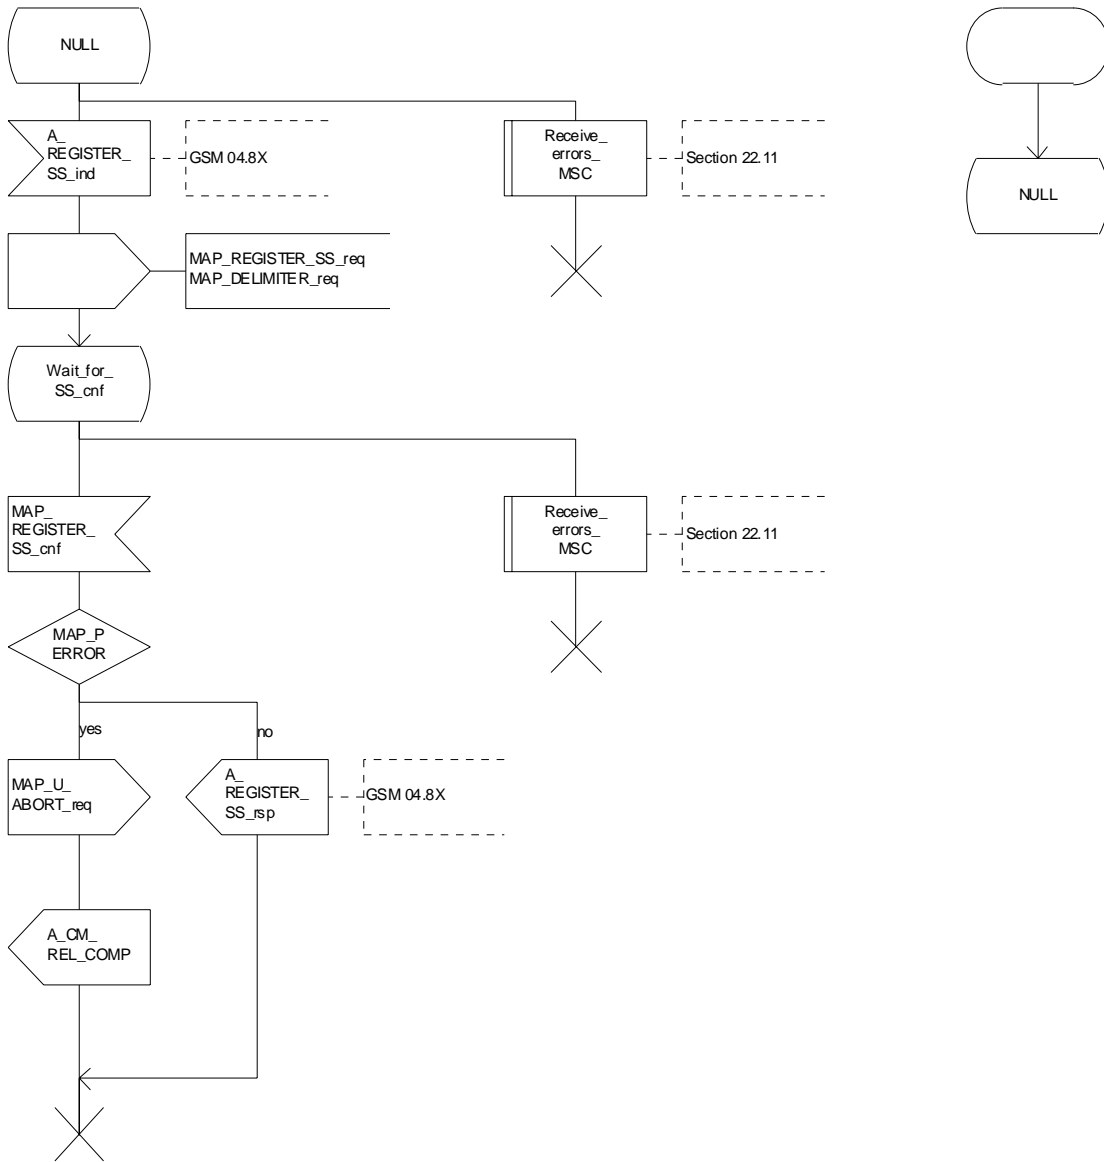 NULL
A_
REGISTER_
SS_ind
GSM 04.8X
Receive_
errors_
MSC
Section 22.11
NULL
MAP_REGISTER_SS_req
MAP_DELIMITER_req
Wait_for_
SS_cnf
MAP_
REGISTER_
SS_cnf
Receive_
errors_
MSC
Section 22.11
MAP_P
ERROR
yes
no
MAP_U_
ABORT_req
A_
REGISTER_
SS_rsp
GSM 04.8X
A_CM_
REL_COMP